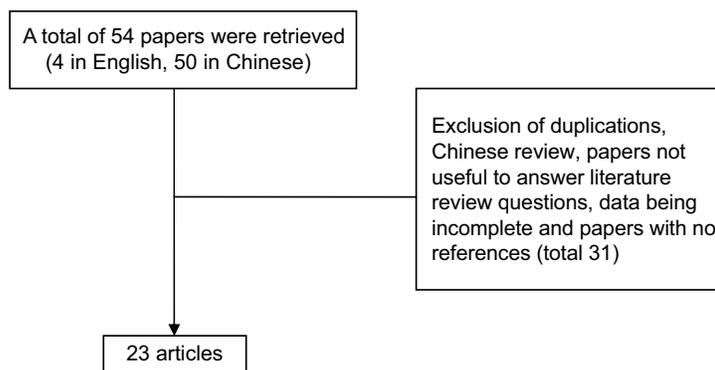 A total of 54 papers were retrieved
(4 in English, 50 in Chinese)
Exclusion of duplications,
Chinese review, papers not
useful to answer literature
review questions, data being
incomplete and papers with no
references (total 31)
23 articles